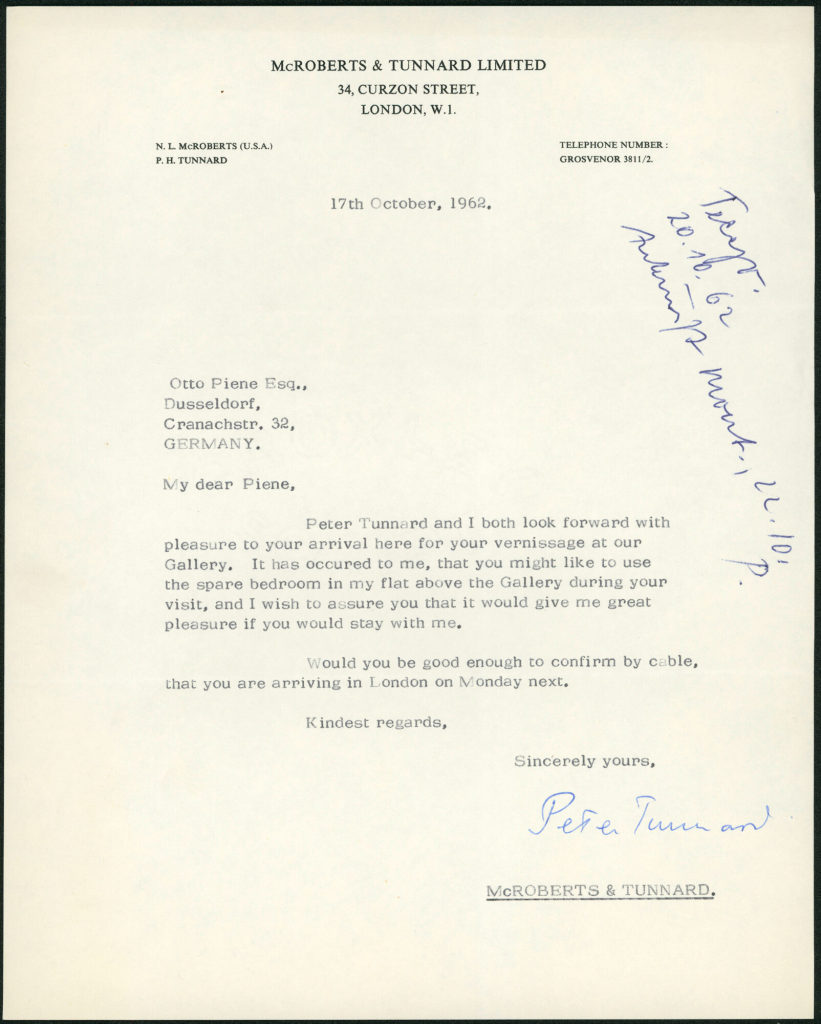 McROBERTS & TUNNARD LIMITED
34, CURZON STREET,
LONDON, W.1.
N. L. McROBERTS (U.S.A.)
P. H. TUNNARD
TELEPHONE NUMBER :
GROSVENOR 3811/2.
17th October, 1962.
20.10.62
22.10.
P.
Otto Piene Esq.,
Dusseldorf,
Cranachstr. 32,
GERMANY.
My dear Piene,
Peter Tunnard and I both look forward with
pleasure to your arrival here for your vernissage at our
Gallery. It has occured to me, that you might like to use
the spare bedroom in my flat above the Gallery during your
visit, and I wish to assure you that it would give me great
pleasure if you would stay with me.
Would you be good enough to confirm by cable,
that you are arriving in London on Monday next.
Kindest regards,
Sincerely yours,
Peter Tunnard
McROBERTS & TUNNARD.